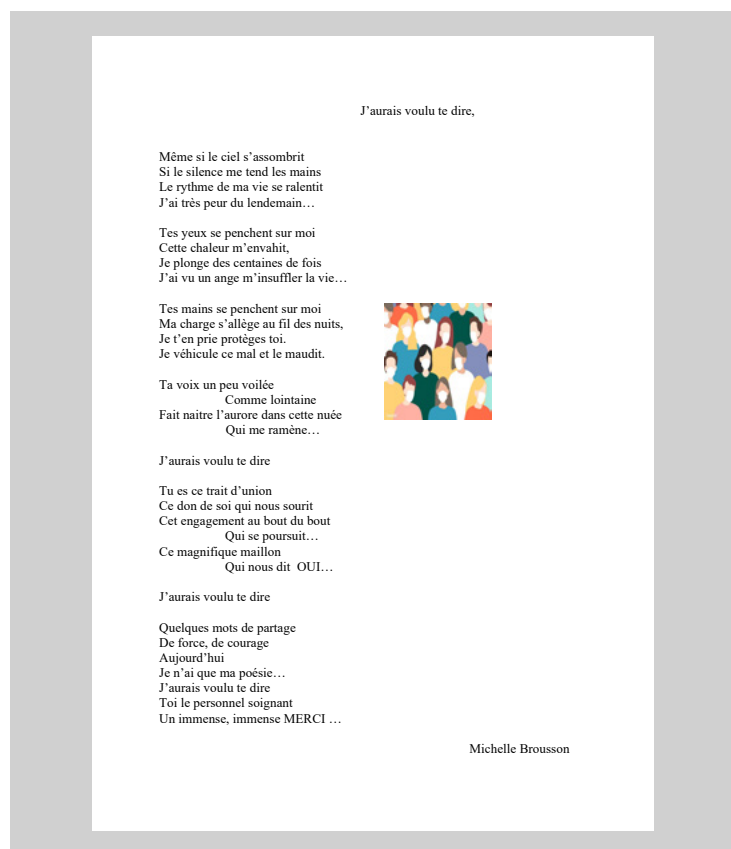 J’aurais voulu te dire,
Même si le ciel s’assombrit
Si le silence me tend les mains
Le rythme de ma vie se ralentit
J’ai très peur du lendemain…
Tes yeux se penchent sur moi
Cette chaleur m’envahit,
Je plonge des centaines de fois
J’ai vu un ange m’insuffler la vie…
Tes mains se penchent sur moi
Ma charge s’allège au fil des nuits,
Je t’en prie protèges toi.
Je véhicule ce mal et le maudit.
Ta voix un peu voilée
Comme lointaine
Fait naitre l’aurore dans cette nuée
Qui me ramène…
J’aurais voulu te dire
Tu es ce trait d’union
Ce don de soi qui nous sourit
Cet engagement au bout du bout
Qui se poursuit…
Ce magnifique maillon
Qui nous dit  OUI…
J’aurais voulu te dire
Quelques mots de partage
De force, de courage
Aujourd’hui
Je n’ai que ma poésie…
J’aurais voulu te dire
Toi le personnel soignant
Un immense, immense MERCI …
Michelle Brousson